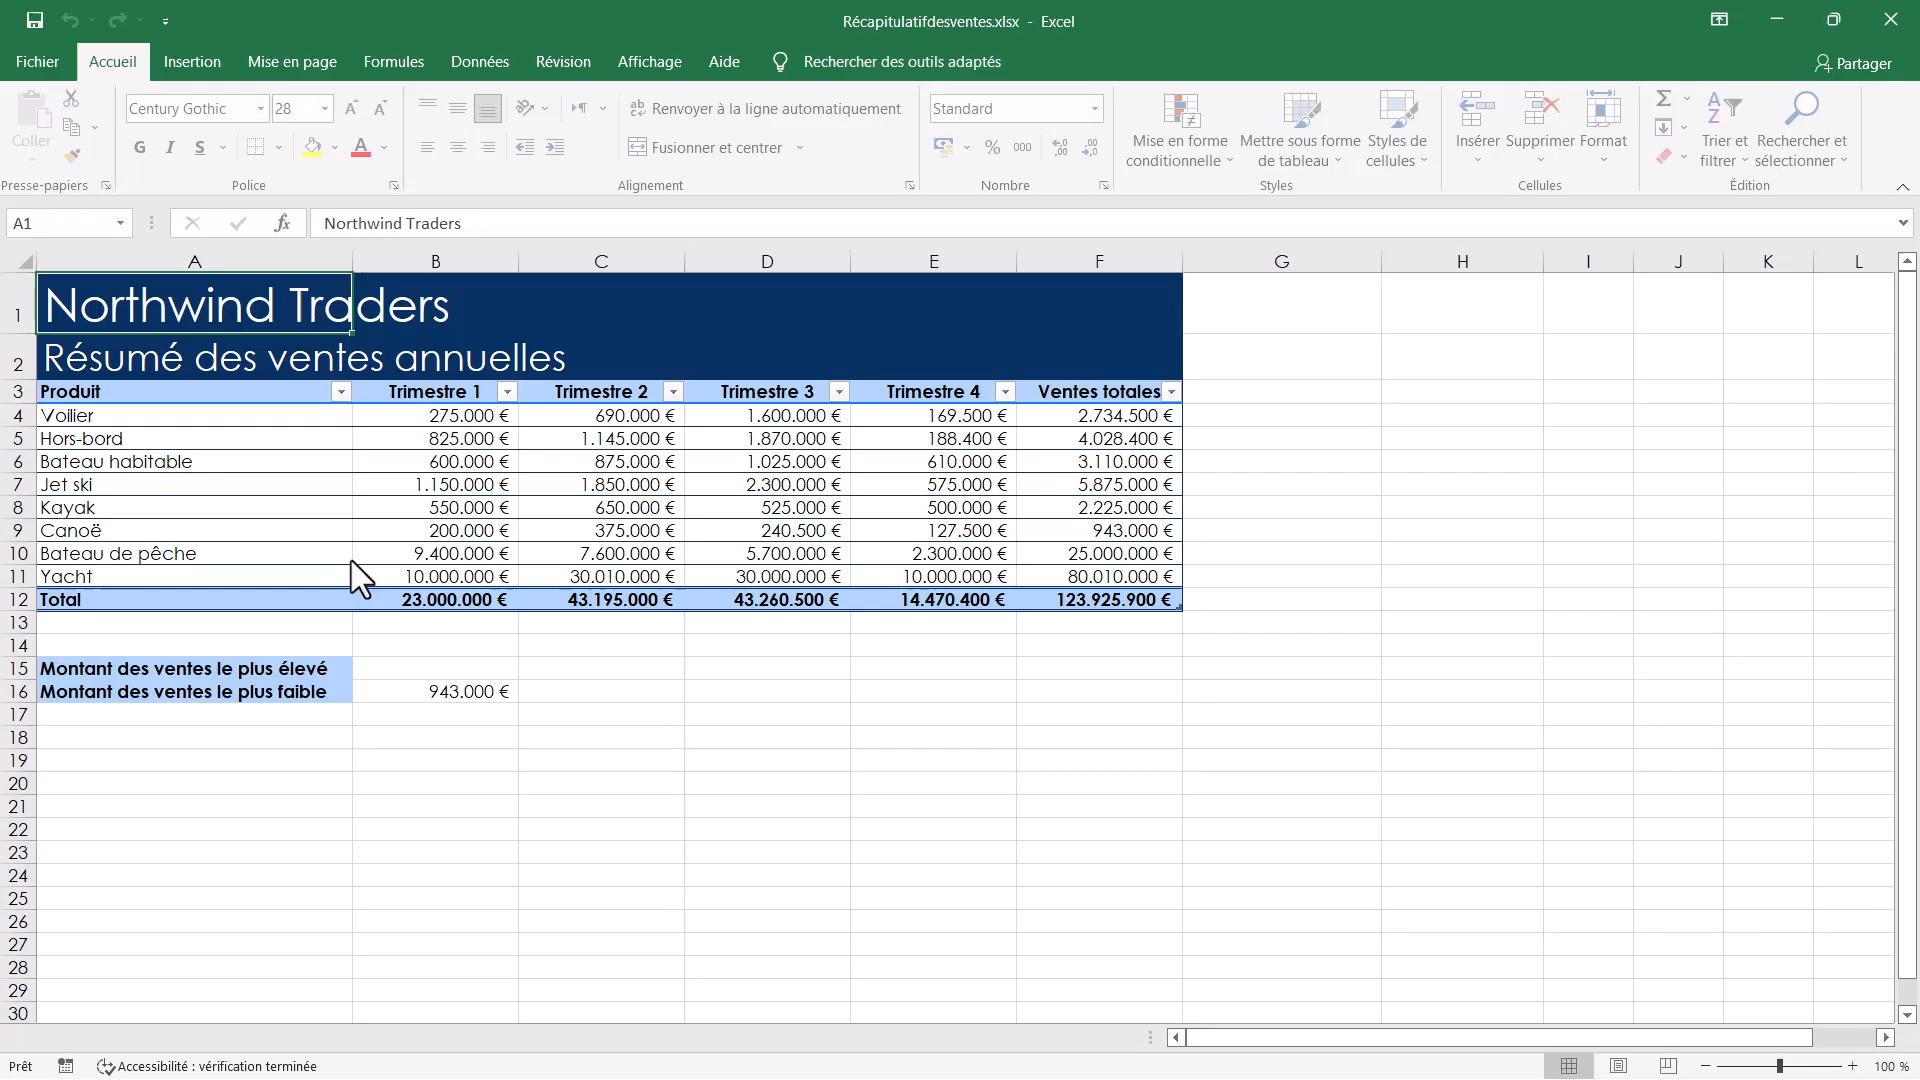 Récapitulatifdesventes.xlsx - Excel
Fichier Accueil Insertion Mise en page Formules Données Révision Affichage Aide Rechercher des outils adaptés Partager
Coller
Presse-papiers
Century Gothic 28
G I S
Police
Renvoyer à la ligne automatiquement
Fusionner et centrer
Alignement
Standard
% 000
Nombre
Mise en forme conditionnelle
Mettre sous forme de tableau
Styles de cellules
Styles
Insérer Supprimer Format
Cellules
Trier et filtrer
Rechercher et sélectionner
Édition
A1 fx Northwind Traders
A B C D E F G H I J K L
1 Northwind Traders
2 Résumé des ventes annuelles
3 Produit Trimestre 1 Trimestre 2 Trimestre 3 Trimestre 4 Ventes totales
4 Voilier 275.000 € 690.000 € 1.600.000 € 169.500 € 2.734.500 €
5 Hors-bord 825.000 € 1.145.000 € 1.870.000 € 188.400 € 4.028.400 €
6 Bateau habitable 600.000 € 875.000 € 1.025.000 € 610.000 € 3.110.000 €
7 Jet ski 1.150.000 € 1.850.000 € 2.300.000 € 575.000 € 5.875.000 €
8 Kayak 550.000 € 650.000 € 525.000 € 500.000 € 2.225.000 €
9 Canoë 200.000 € 375.000 € 240.500 € 127.500 € 943.000 €
10 Bateau de pêche 9.400.000 € 7.600.000 € 5.700.000 € 2.300.000 € 25.000.000 €
11 Yacht 10.000.000 € 30.010.000 € 30.000.000 € 10.000.000 € 80.010.000 €
12 Total 23.000.000 € 43.195.000 € 43.260.500 € 14.470.400 € 123.925.900 €
13
14
15 Montant des ventes le plus élevé
16 Montant des ventes le plus faible 943.000 €
17
18
19
20
21
22
23
24
25
26
27
28
29
30
Prêt Accessibilité : vérification terminée 100 %